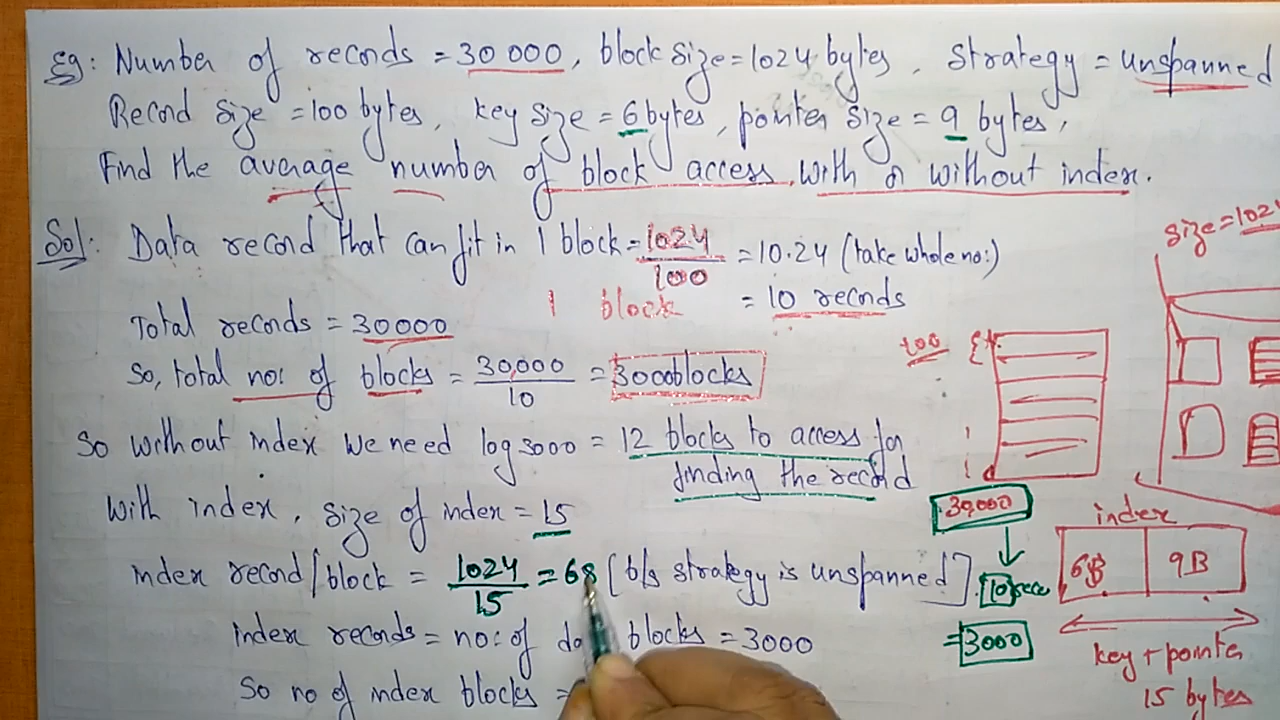 Eg: Number of records = 30 000, block size = 1024 bytes, strategy = unspanned
Record size = 100 bytes, key size = 6 bytes, pointer size = 9 bytes,
Find the average number of block access, with & without index.
Sol: Data record that can fit in 1 block = 1024/100 = 10.24 (take whole no:)
1 block = 10 records
Total records = 30000
So, total no: of blocks = 30,000/10 = 3000blocks
So without index we need log 3000 = 12 blocks to access for
finding the record
With index, size of index = 15
index record/block = 1024/15 = 68 [b/s strategy is unspanned]
index records = no: of blocks = 3000
So no of index blocks =
size = 102
100
30,000
10 reco
= 3000
index
6B 9B
key + pointer
15 bytes